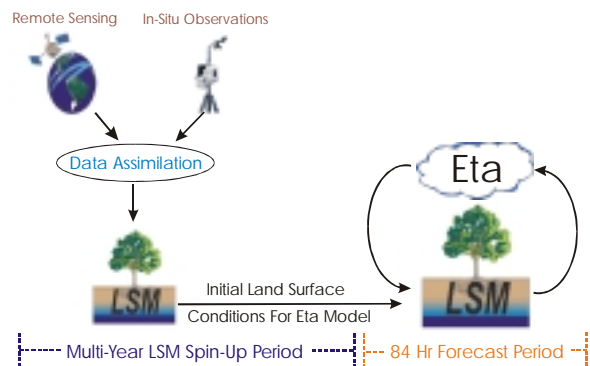 Remote Sensing
In-Situ Observations
Data Assimilation
Eta
LSM
Initial Land Surface
Conditions For Eta Model
LSM
Multi-Year LSM Spin-Up Period
84 Hr Forecast Period